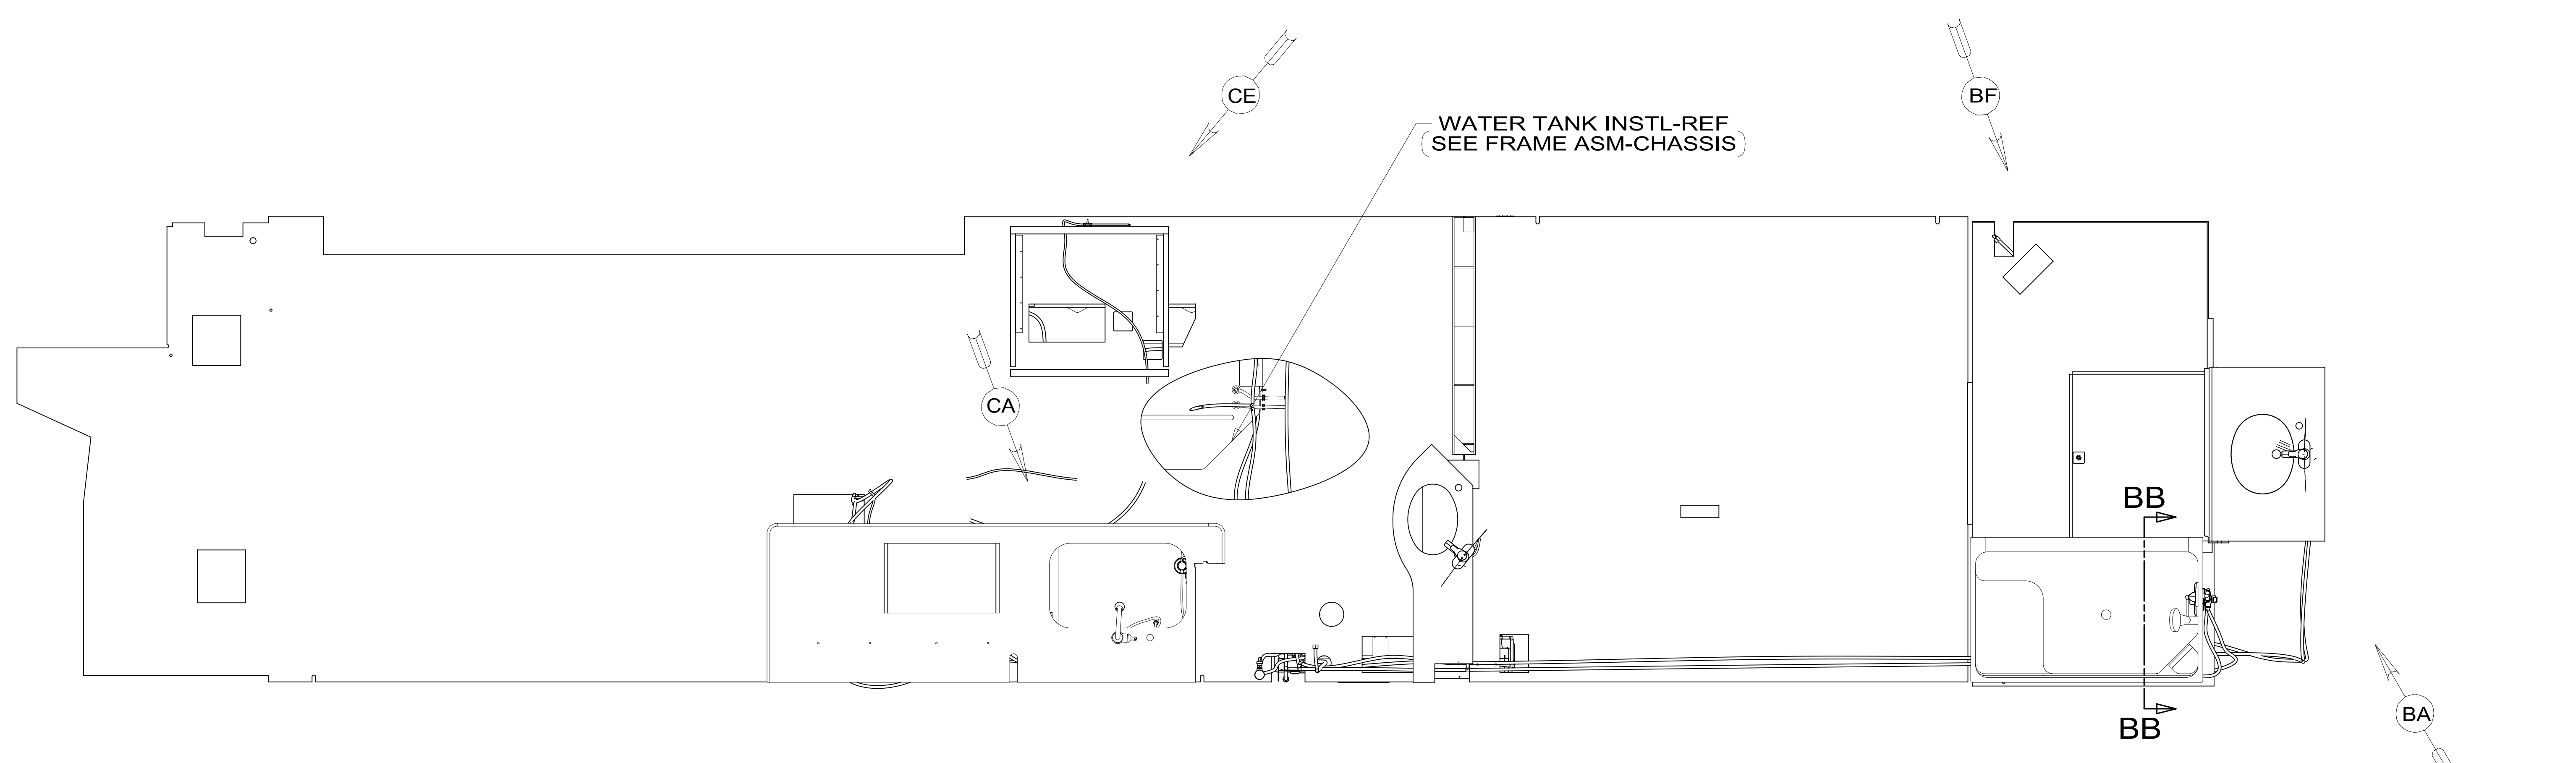 CE
BF
WATER TANK INSTL-REF
(SEE FRAME ASM-CHASSIS)
CA
BB
BA
BB